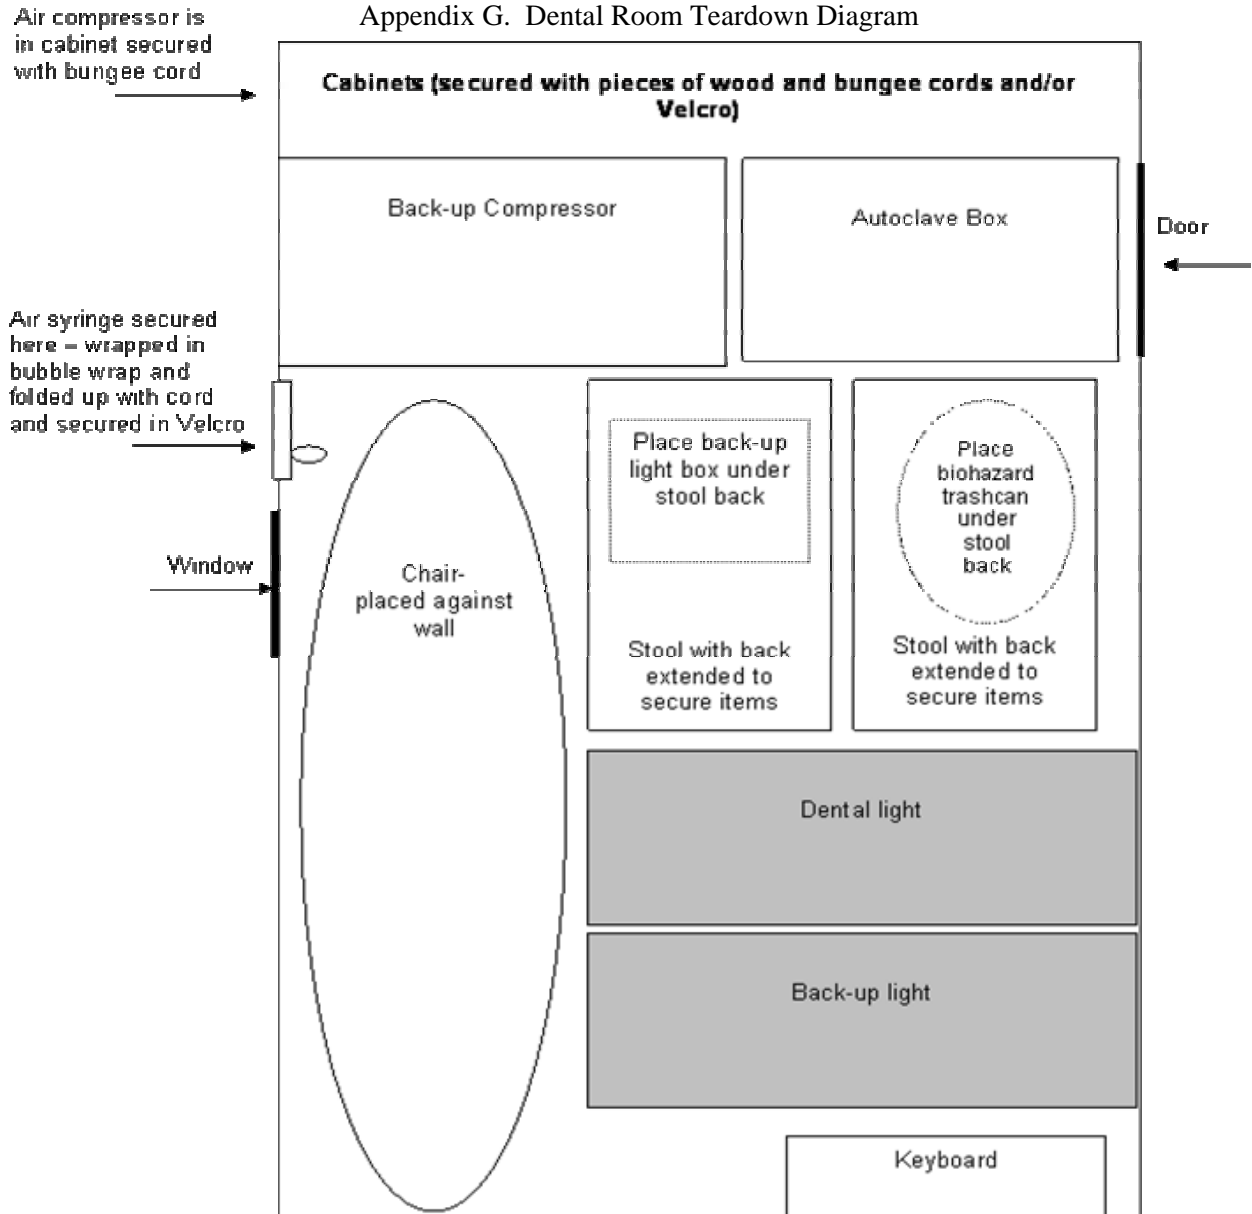 Appendix G.  Dental Room Teardown Diagram
Air compressor is
in cabinet secured
with bungee cord
Cabinets (secured with pieces of wood and bungee cords and/or
Velcro)
Back-up Compressor
Autoclave Box
Door
Air syringe secured
here – wrapped in
bubble wrap and
folded up with cord
and secured in Velcro
Place back-up
light box under
stool back
Place
biohazard
trashcan
under
stool
back
Window
Chair-
placed against
wall
Stool with back
extended to
secure items
Stool with back
extended to
secure items
Dental light
Back-up light
Keyboard